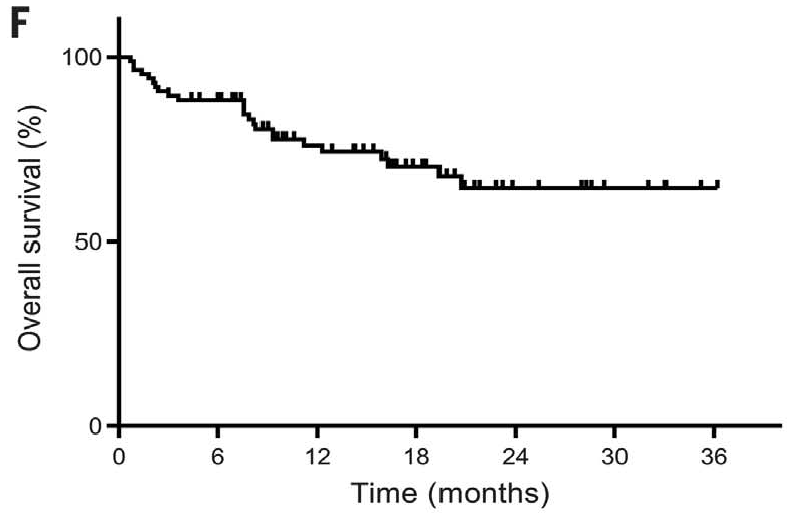 F
Overall survival (%)
100
50
0
0 6 12 18 24 30 36
Time (months)